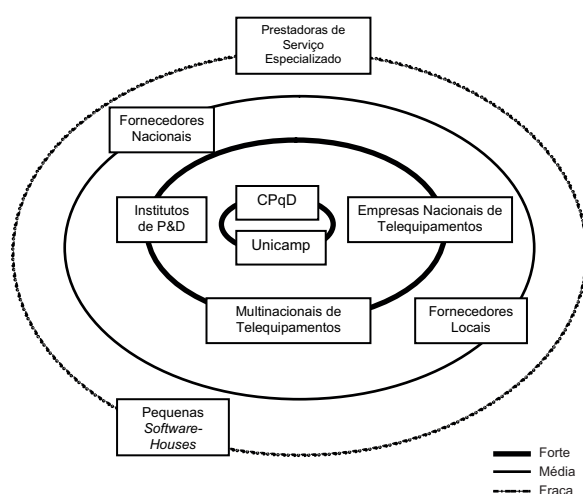 Prestadoras de
Serviço
Especializado
Fornecedores
Nacionais
CPqD
Institutos
de P&D
Empresas Nacionais de
Telequipamentos
Unicamp
Multinacionais de
Telequipamentos
Fornecedores
Locais
Pequenas
Software-
Houses
Forte
Média
Fraca